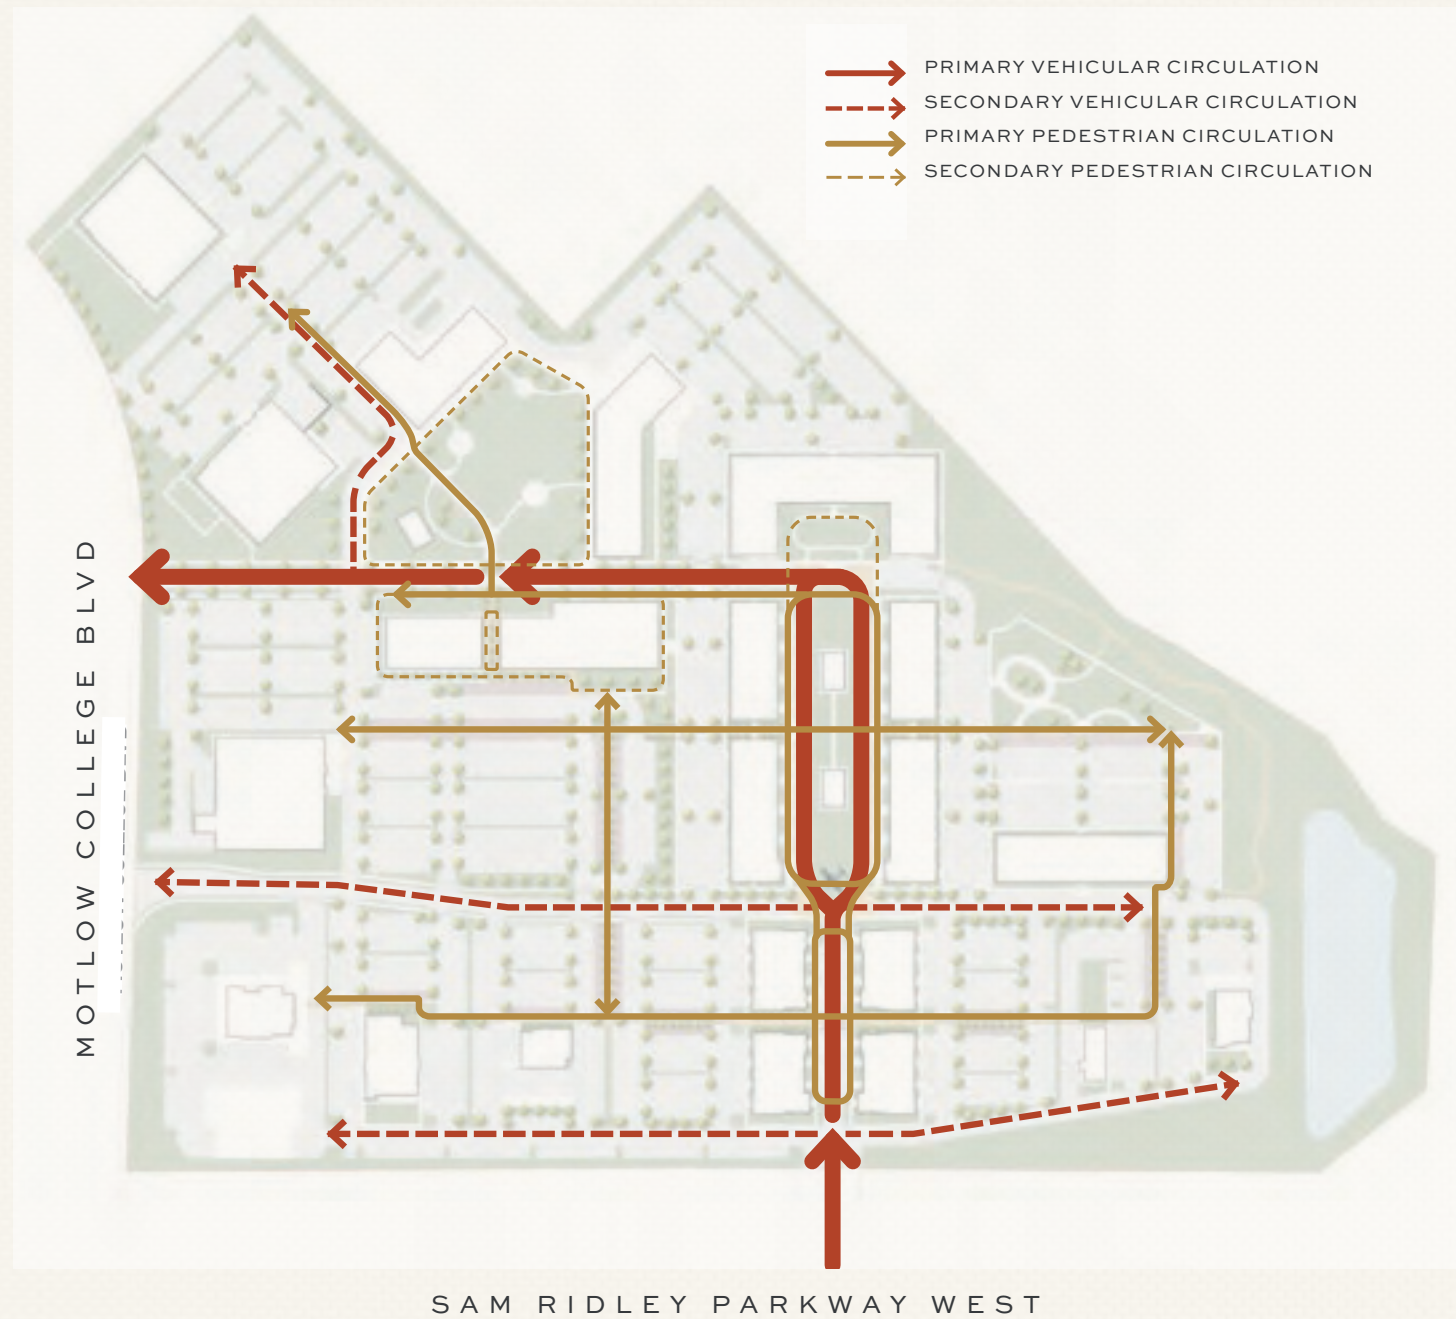 PRIMARY VEHICULAR CIRCULATION
SECONDARY VEHICULAR CIRCULATION
PRIMARY PEDESTRIAN CIRCULATION
SECONDARY PEDESTRIAN CIRCULATION
MOTLOW COLLEGE BLVD
SAM RIDLEY PARKWAY WEST